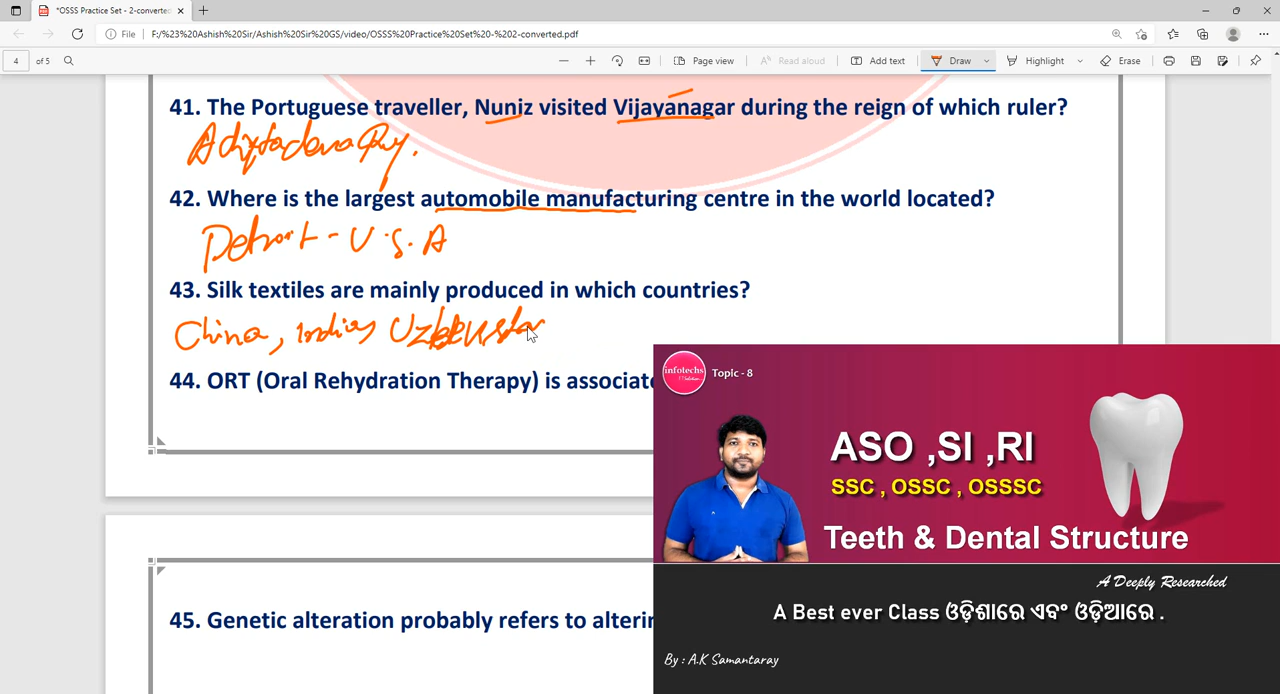 *OSSS Practice Set - 2-converted
File F:/%23%20Ashish%20Sir/Ashish%20Sir%20GS/video/OSSS%20Practice%20Set%20-%202-converted.pdf
4 of 5 Page view Read aloud Add text Draw Highlight Erase
41. The Portuguese traveller, Nuniz visited Vijayanagar during the reign of which ruler?
42. Where is the largest automobile manufacturing centre in the world located?
Detroit - U.S.A
43. Silk textiles are mainly produced in which countries?
China, India,
44. ORT (Oral Rehydration Therapy) is associate
45. Genetic alteration probably refers to alterin
infotechs
Topic - 8
ASO ,SI ,RI
SSC , OSSC , OSSSC
Teeth & Dental Structure
A Deeply Researched
A Best ever Class ଓଡ଼ିଶାରେ ଏବଂ ଓଡ଼ିଆରେ .
By : A.K Samantaray